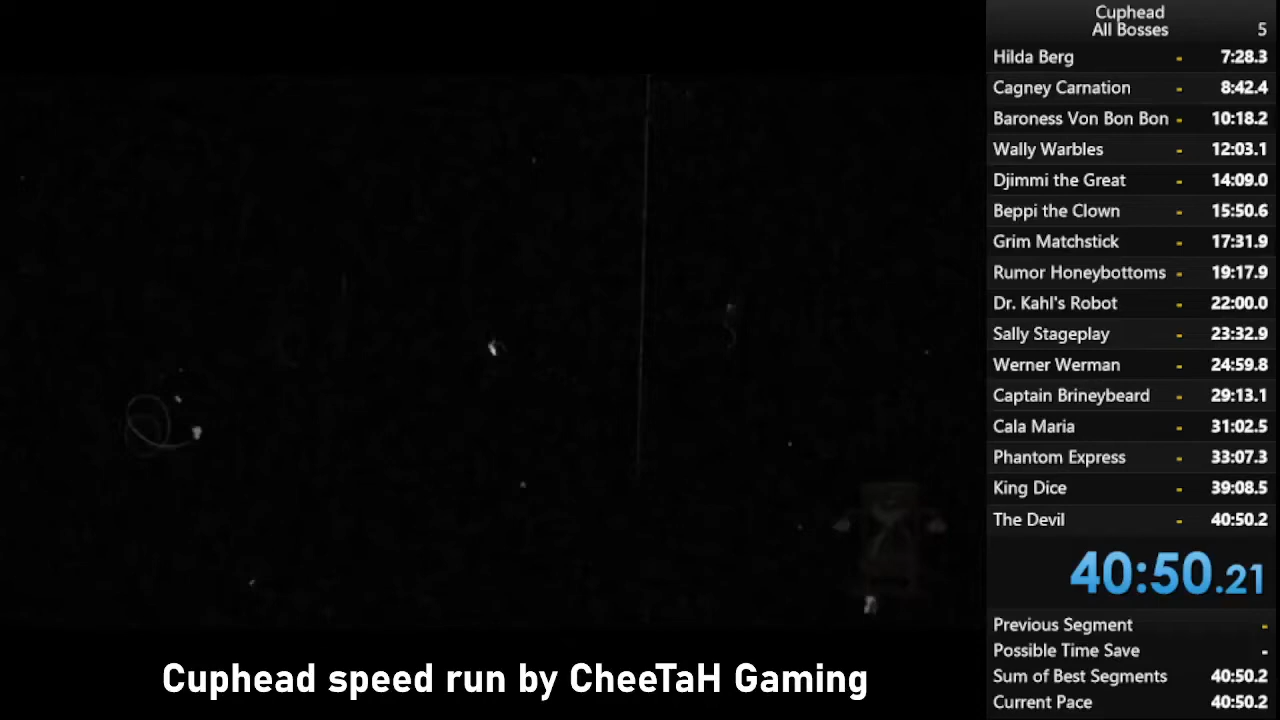 Cuphead
All Bosses 5
Hilda Berg - 7:28.3
Cagney Carnation - 8:42.4
Baroness Von Bon Bon - 10:18.2
Wally Warbles - 12:03.1
Djimmi the Great - 14:09.0
Beppi the Clown - 15:50.6
Grim Matchstick - 17:31.9
Rumor Honeybottoms - 19:17.9
Dr. Kahl's Robot - 22:00.0
Sally Stageplay - 23:32.9
Werner Werman - 24:59.8
Captain Brineybeard - 29:13.1
Cala Maria - 31:02.5
Phantom Express - 33:07.3
King Dice - 39:08.5
The Devil - 40:50.2
40:50.21
Previous Segment -
Possible Time Save -
Sum of Best Segments 40:50.2
Current Pace 40:50.2
Cuphead speed run by CheeTaH Gaming